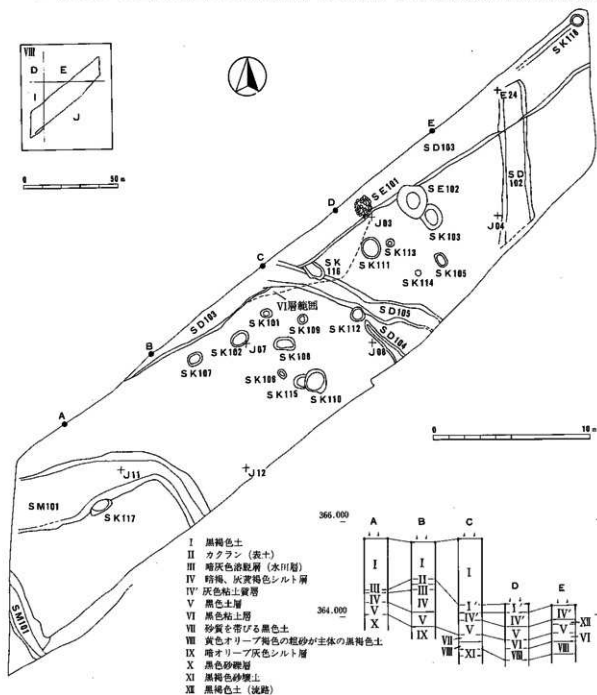 VIII
D E
I
J
0 50m
SK118
E24
E
SD103
SD102
SE101
SE102
D
J03
J04
SK103
SK113
SK111
SK105
SK114
C
SK116
VI層範囲
SD105
SD103
SK101
SK109
SK112
SD104
B
SK102
J07
SK108
J08
SK107
SK115
SK110
A
J11
J12
SM101
SK117
SM101
0 10m
I 黒褐色土
II カクラン(表土)
III 暗灰色溶脱層(水田層)
IV 暗褐、灰黄褐色シルト層
IV' 灰色粘土質層
V 黒色土層
VI 黒色粘土層
VII 砂質を帯びる黒色土
VIII 黄色オリーブ褐色の粗砂が主体の黒褐色土
IX 暗オリーブ灰色シルト層
X 黒色砂礫層
XI 黒褐色砂壌土
XII 黒褐色土(流路)
366.000
364.000
A B C D E
I I I
II
III III
IV IV
V V
X IX
I' I'
IV IV' IV' XII
V V V
VII VI VI VI
VIII VIII VIII
XI